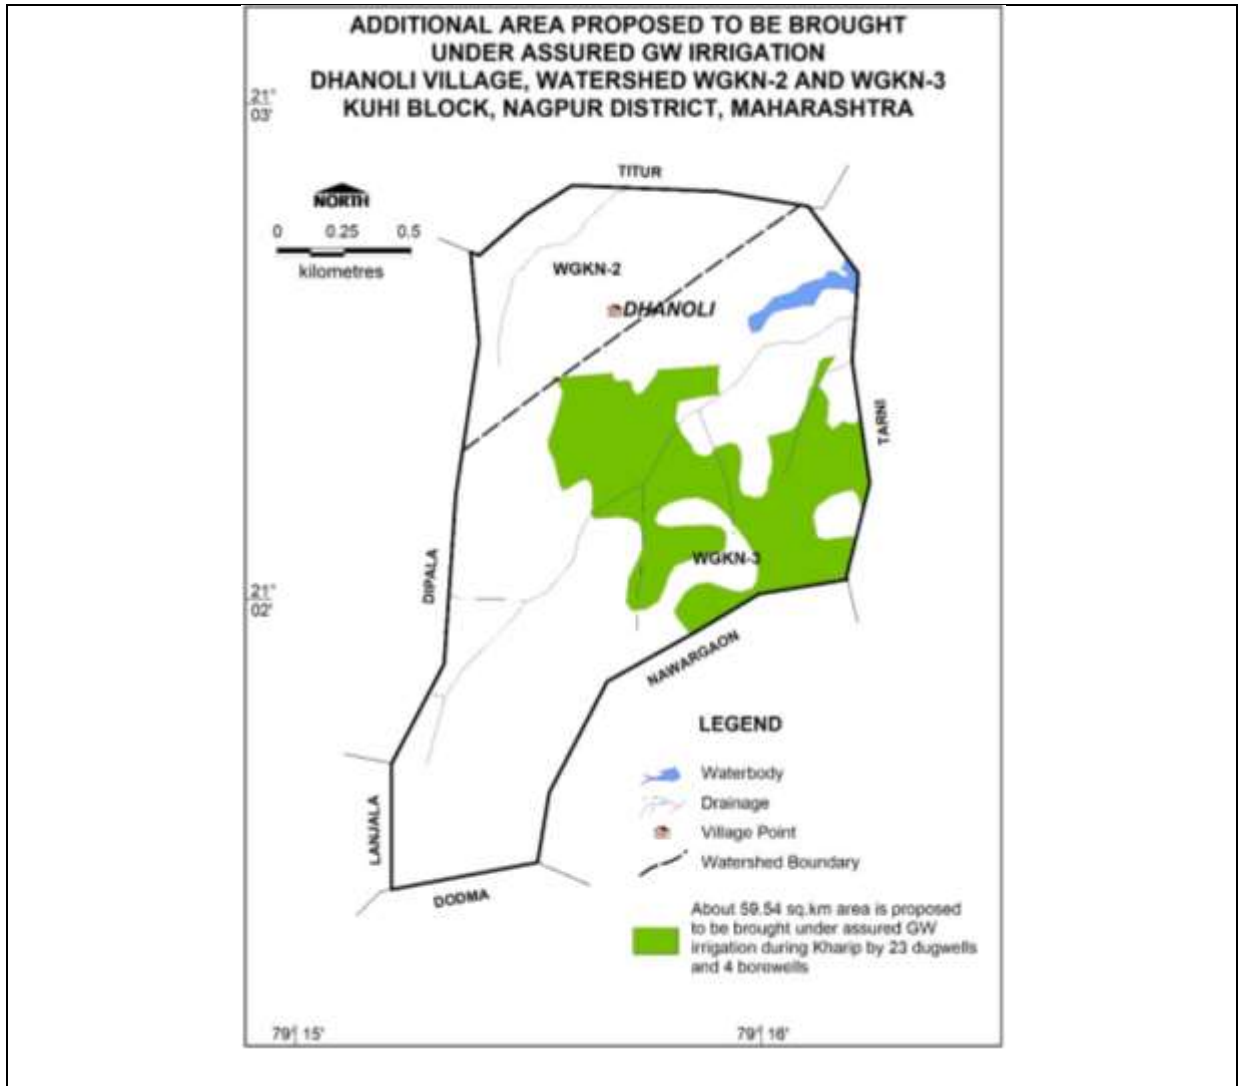 ADDITIONAL AREA PROPOSED TO BE BROUGHT
UNDER ASSURED GW IRRIGATION
DHANOLI VILLAGE, WATERSHED WGKN-2 AND WGKN-3
KUHI BLOCK, NAGPUR DISTRICT, MAHARASHTRA
21°
03'
TITUR
NORTH
0 0.25 0.5
kilometres
WGKN-2
DHANOLI
TARNI
WGKN-3
DIPALA
21°
02'
NAWARGAON
LANJALA
DODMA
LEGEND
Waterbody
Drainage
Village Point
Watershed Boundary
About 59.54 sq.km area is proposed
to be brought under assured GW
irrigation during Kharip by 23 dugwells
and 4 borewells
79° 15'
79° 16'